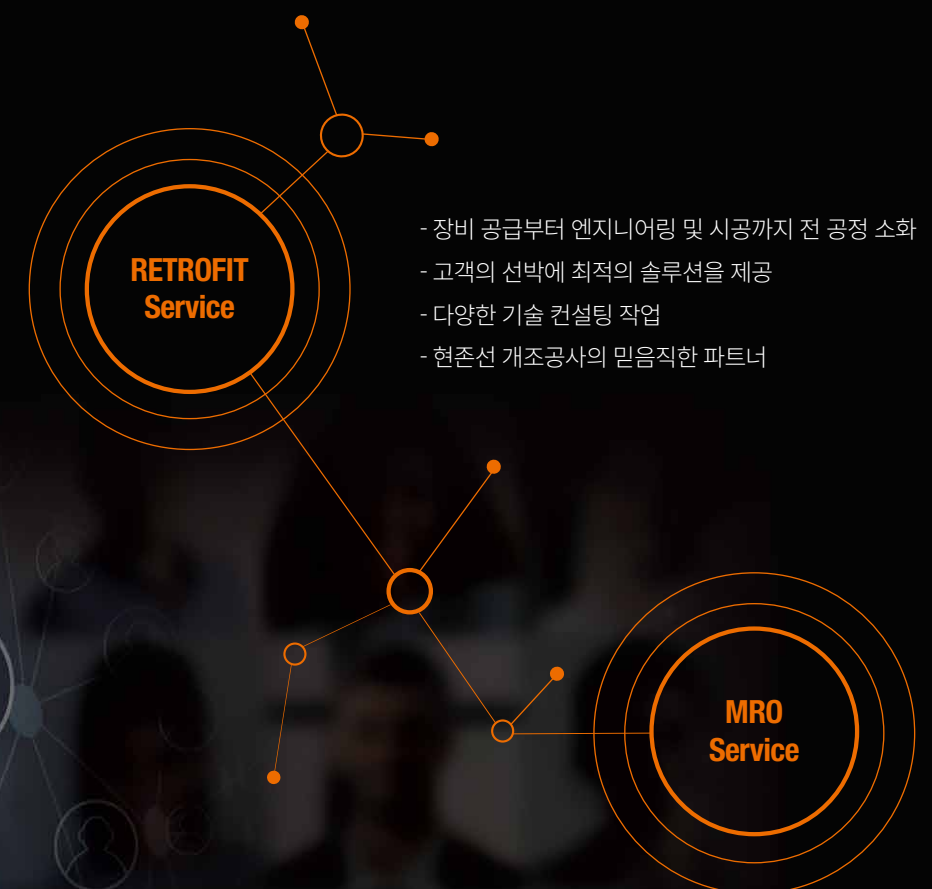 RETROFIT
Service
- 장비 공급부터 엔지니어링 및 시공까지 전 공정 소화
- 고객의 선박에 최적의 솔루션을 제공
- 다양한 기술 컨설팅 작업
- 현존선 개조공사의 믿음직한 파트너
MRO
Service